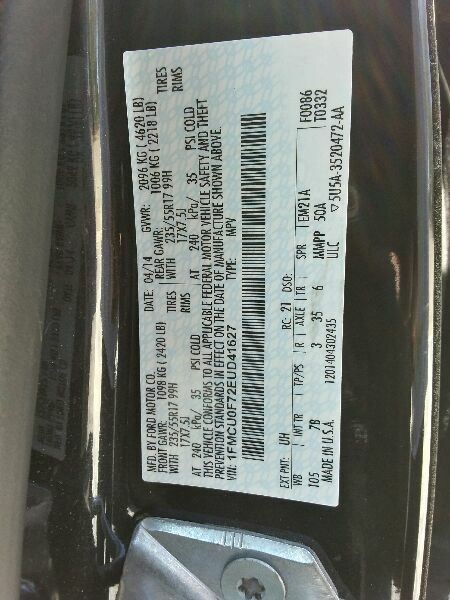 MFD. BY FORD MOTOR CO.
DATE: 04/14 GVWR: 2096 KG ( 4620 LB)
FRONT GAWR: 1098 KG ( 2420 LB) REAR GAWR: 1006 KG ( 2218 LB)
WITH 235/55R17 99H TIRES WITH 235/55R17 99H TIRES
17X7.5J RIMS 17X7.5J RIMS
AT 240 kPa/ 35 PSI COLD AT 240 kPa/ 35 PSI COLD
THIS VEHICLE CONFORMS TO ALL APPLICABLE FEDERAL MOTOR VEHICLE SAFETY AND THEFT
PREVENTION STANDARDS IN EFFECT ON THE DATE OF MANUFACTURE SHOWN ABOVE.
VIN: 1FMCU0F72EUD41627 TYPE: MPV
EXT PNT: UH RC: 21 DSO:
WB TP/PS R AXLE TR SPR EM21A F0086
MTR T0332
105 7B 3 35 6 JMMPP 5QA
MADE IN U.S.A. ULC ▽5U5A-3520472-AA
1201404302435